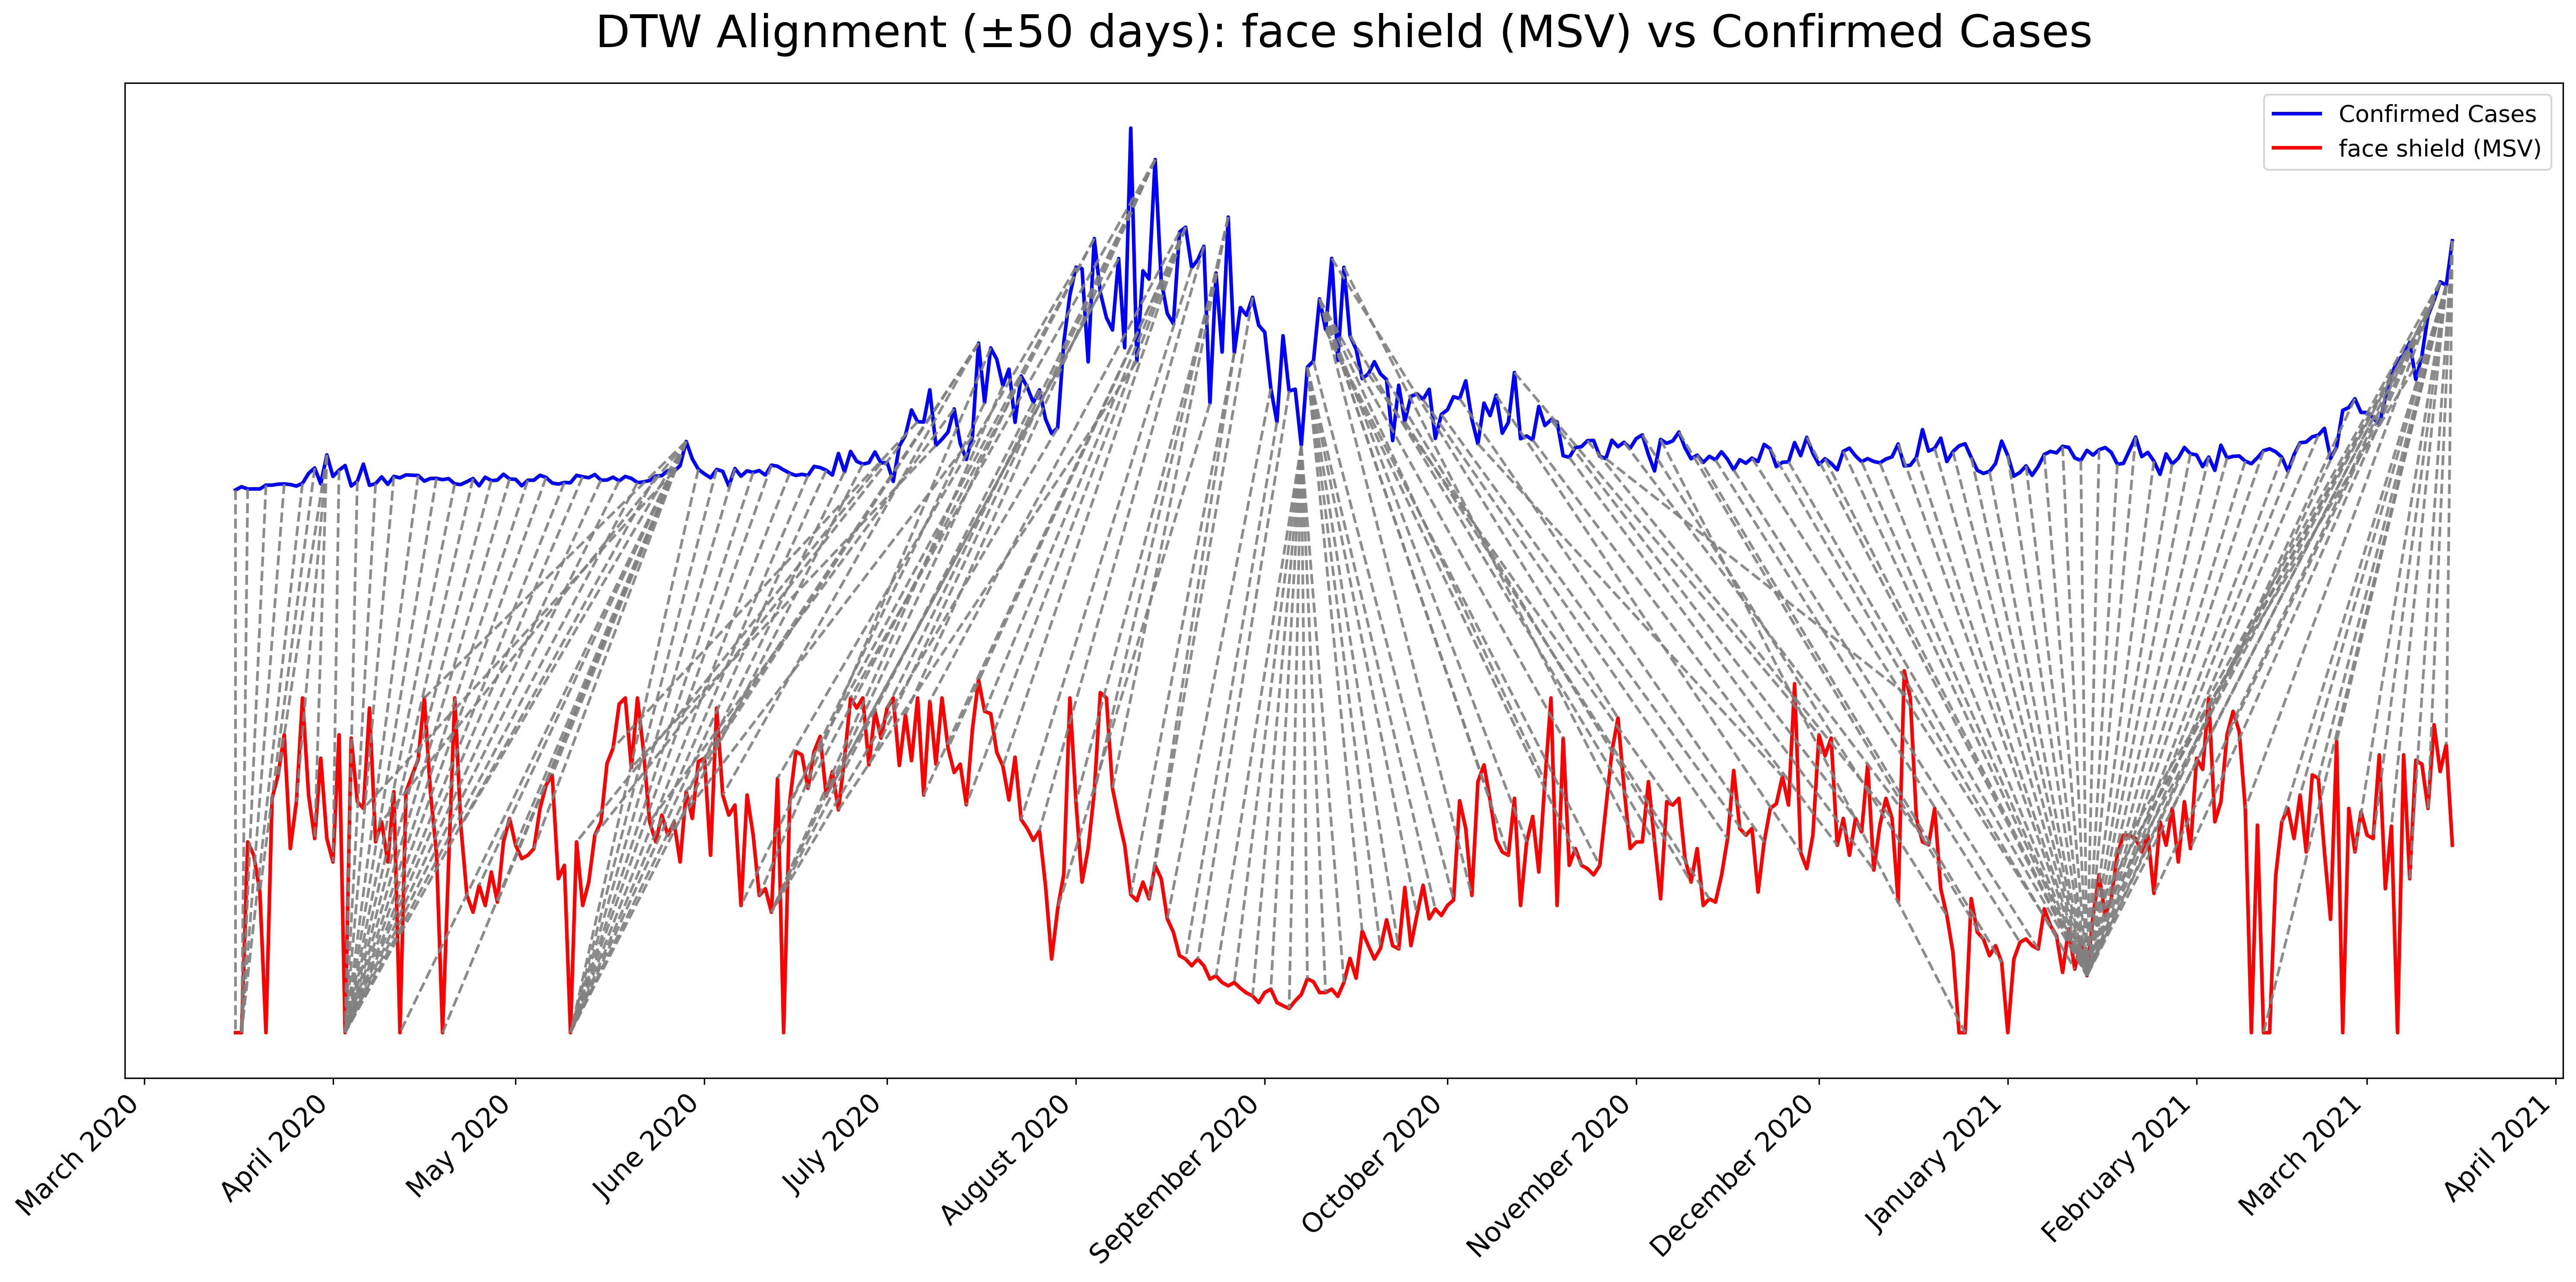 DTW Alignment (±50 days): face shield (MSV) vs Confirmed Cases
Confirmed Cases
face shield (MSV)
March 2020
April 2020
May 2020
June 2020
July 2020
August 2020
September 2020
October 2020
November 2020
December 2020
January 2021
February 2021
March 2021
April 2021